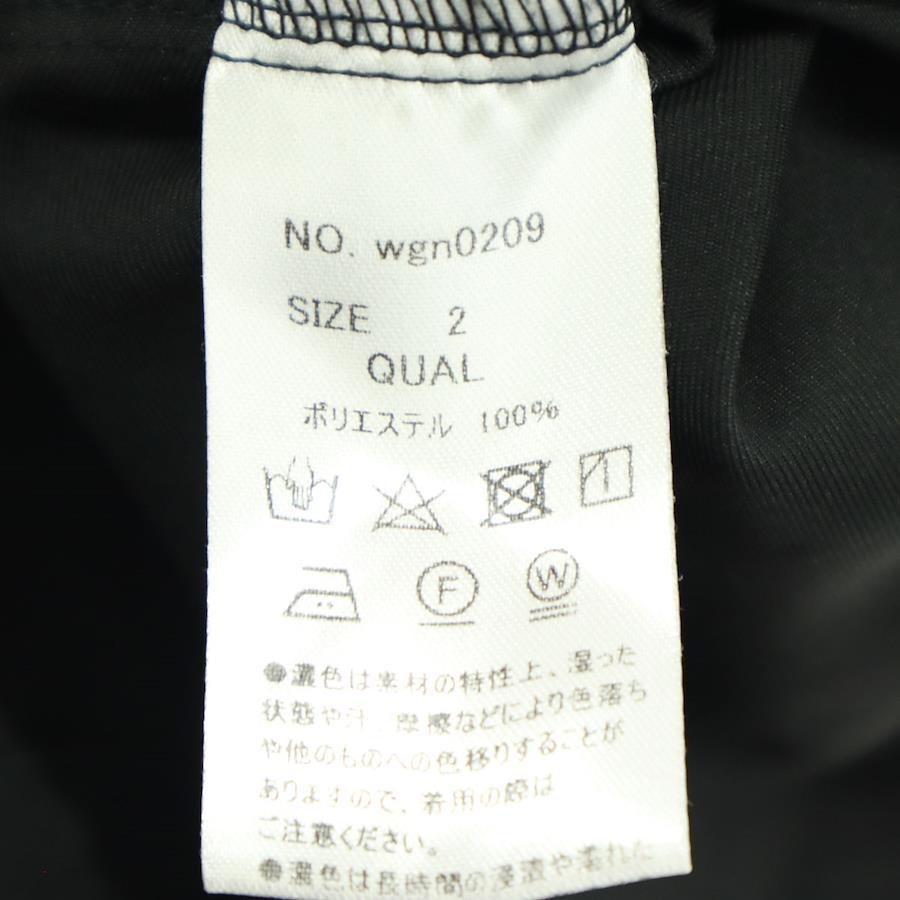 NO. wgn0209
SIZE 2
QUAL
ポリエステル 100%
F
W
●濃色は素材の特性上、湿った
状態や汗、摩擦などにより色落ち
や他のものへの色移りすることが
ありますので、着用の際は
ご注意ください。
●濃色は長時間の浸漬や濡れた